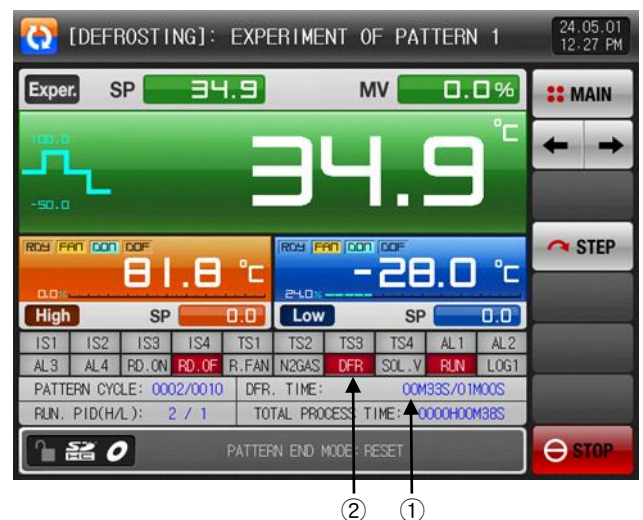 [DEFROSTING]: EXPERIMENT OF PATTERN 1
24.05.01
12:27 PM
Exper. SP 34.9 MV 0.0%
MAIN
100.0
-50.0
34.9 °C
RDY FAN DON DOF
81.8 °C
0.0%
RDY FAN DON DOF
-28.0 °C
24.0%
STEP
High SP 0.0 Low SP 0.0
IS1 IS2 IS3 IS4 TS1 TS2 TS3 TS4 AL1 AL2
AL3 AL4 RD.ON RD.OF R.FAN N2GAS DFR SOL.V RUN LOG1
PATTERN CYCLE: 0002/0010 DFR. TIME: 00M33S/01M00S
RUN. PID(H/L): 2 / 1 TOTAL PROCESS TIME: 0000H00M38S
PATTERN END MODE: RESET
STOP
② ①